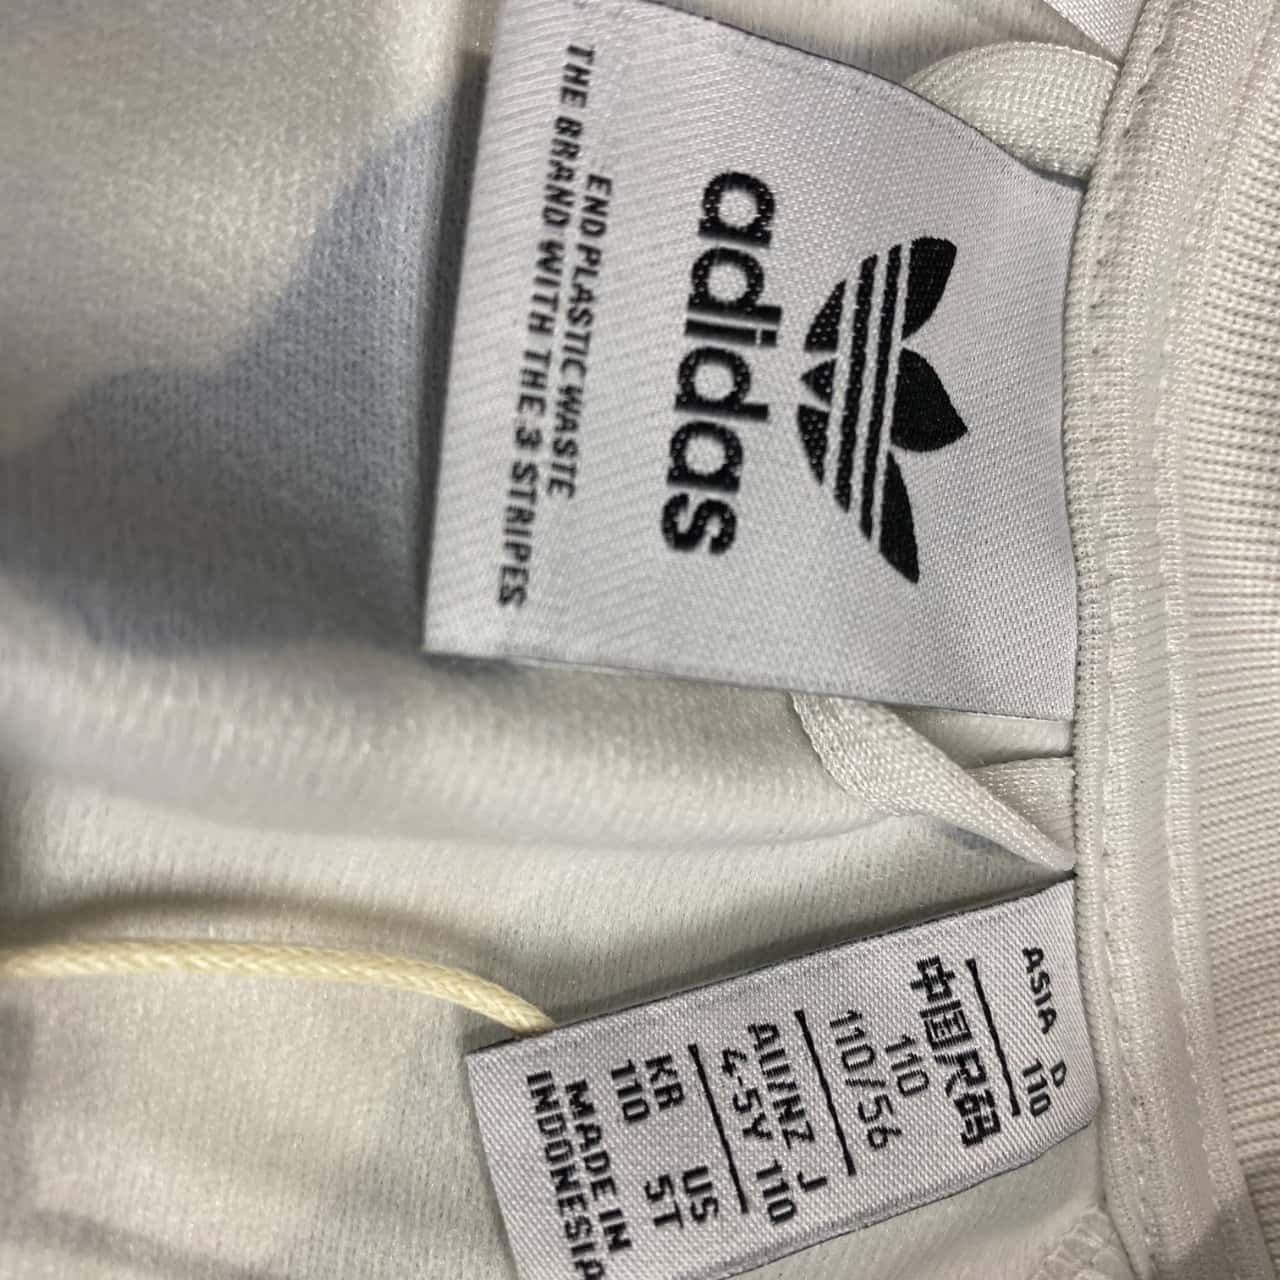 adidas
END PLASTIC WASTE
THE BRAND WITH THE 3 STRIPES
ASIA D 110
中国尺码
110
110/56
AU/NZ J
4-5Y 110
KR US
110 5T
MADE IN
INDONESIA